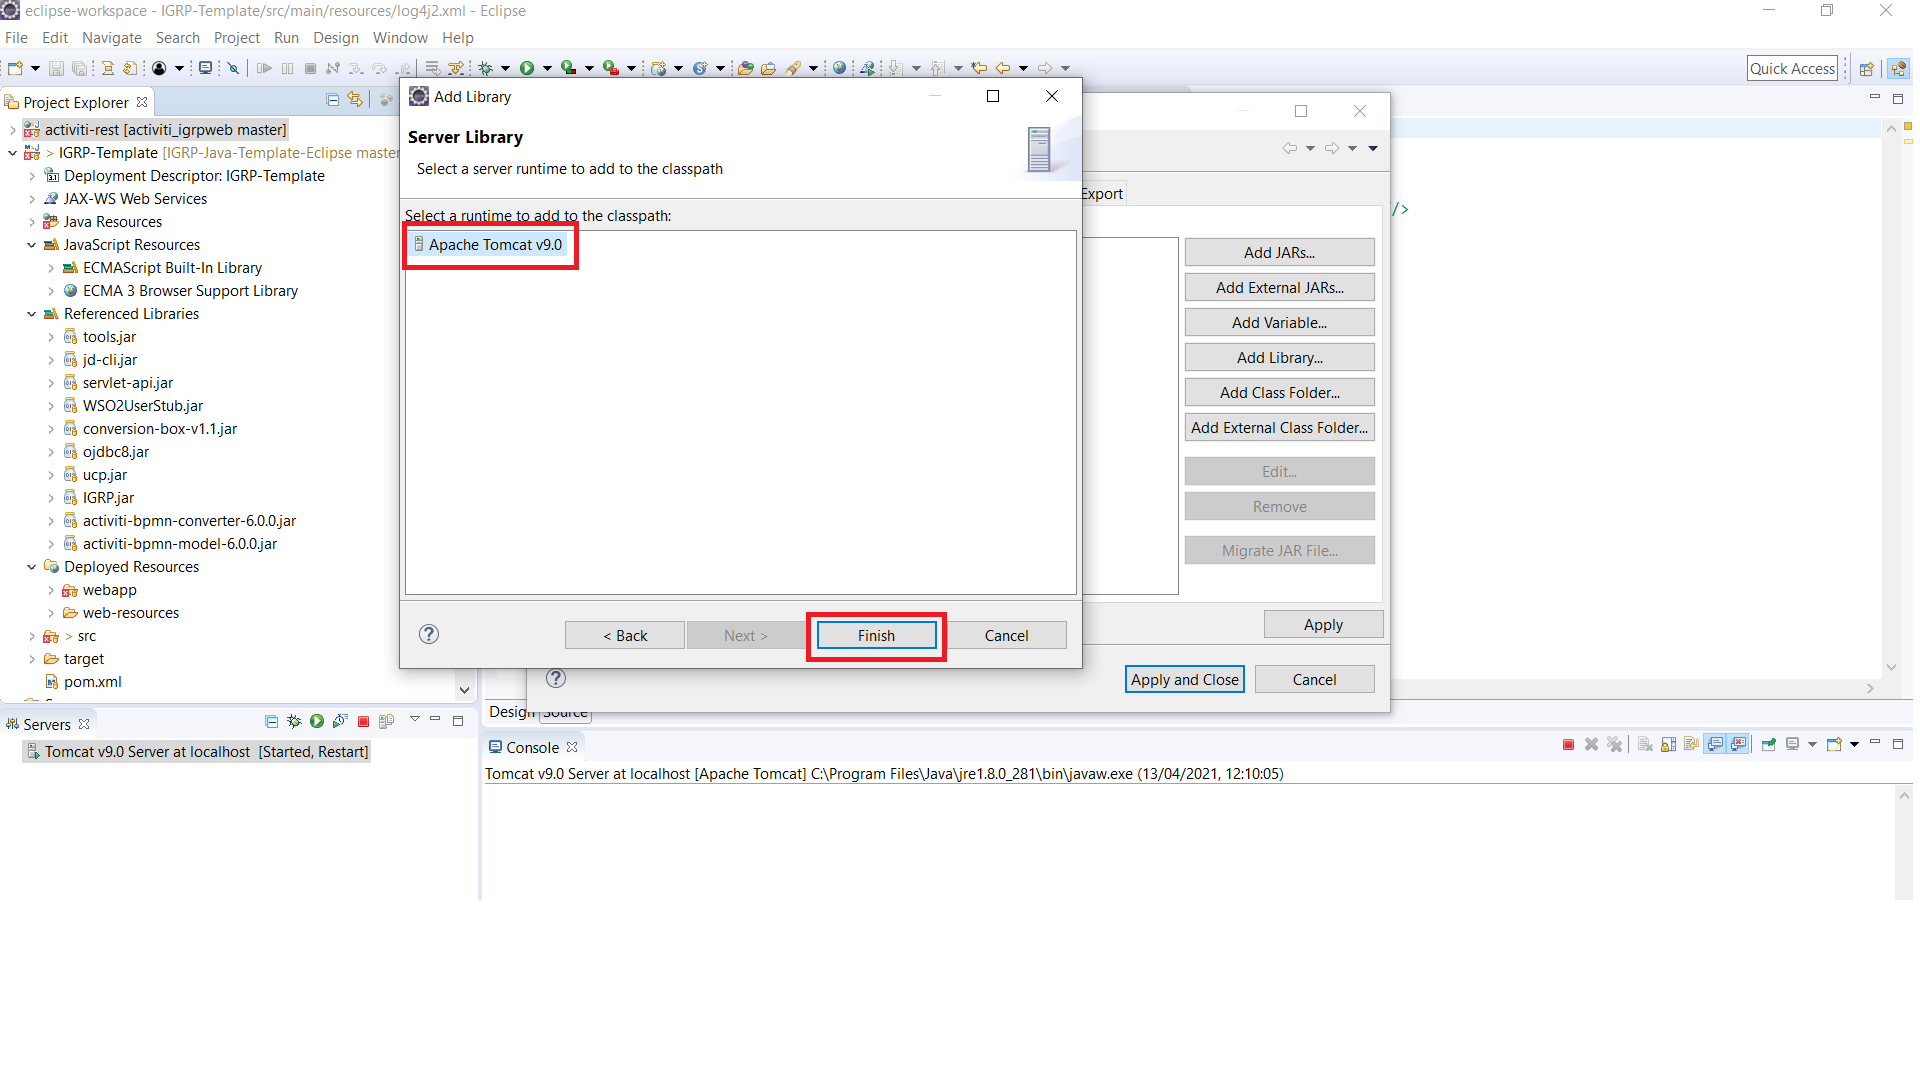 eclipse-workspace - IGRP-Template/src/main/resources/log4j2.xml - Eclipse
File Edit Navigate Search Project Run Design Window Help
Quick Access
Project Explorer
activiti-rest [activiti_igrpweb master]
> IGRP-Template [IGRP-Java-Template-Eclipse master
Deployment Descriptor: IGRP-Template
JAX-WS Web Services
Java Resources
JavaScript Resources
ECMAScript Built-In Library
ECMA 3 Browser Support Library
Referenced Libraries
tools.jar
jd-cli.jar
servlet-api.jar
WSO2UserStub.jar
conversion-box-v1.1.jar
ojdbc8.jar
ucp.jar
IGRP.jar
activiti-bpmn-converter-6.0.0.jar
activiti-bpmn-model-6.0.0.jar
Deployed Resources
webapp
web-resources
> src
target
pom.xml
Add Library
Server Library
Select a server runtime to add to the classpath
Select a runtime to add to the classpath:
Apache Tomcat v9.0
< Back
Next >
Finish
Cancel
Export
/>
Add JARs...
Add External JARs...
Add Variable...
Add Library...
Add Class Folder...
Add External Class Folder...
Edit...
Remove
Migrate JAR File...
Apply
Apply and Close
Cancel
Design Source
Servers
Tomcat v9.0 Server at localhost [Started, Restart]
Console
Tomcat v9.0 Server at localhost [Apache Tomcat] C:\Program Files\Java\jre1.8.0_281\bin\javaw.exe (13/04/2021, 12:10:05)